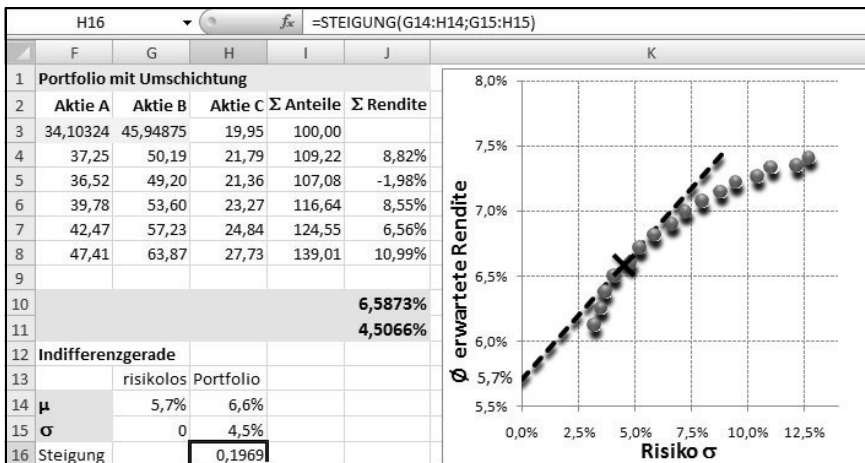 H16 fx =STEIGUNG(G14:H14;G15:H15)
F G H I J K
1 Portfolio mit Umschichtung
2 Aktie A Aktie B Aktie C Σ Anteile Σ Rendite
3 34,10324 45,94875 19,95 100,00
4 37,25 50,19 21,79 109,22 8,82%
5 36,52 49,20 21,36 107,08 -1,98%
6 39,78 53,60 23,27 116,64 8,55%
7 42,47 57,23 24,84 124,55 6,56%
8 47,41 63,87 27,73 139,01 10,99%
9
10 6,5873%
11 4,5066%
12 Indifferenzgerade
13 risikolos Portfolio
14 μ 5,7% 6,6%
15 σ 0 4,5%
16 Steigung 0,1969
Ø erwartete Rendite
8,0%
7,5%
7,0%
6,5%
6,0%
5,7%
5,5%
0,0% 2,5% 5,0% 7,5% 10,0% 12,5%
Risiko σ